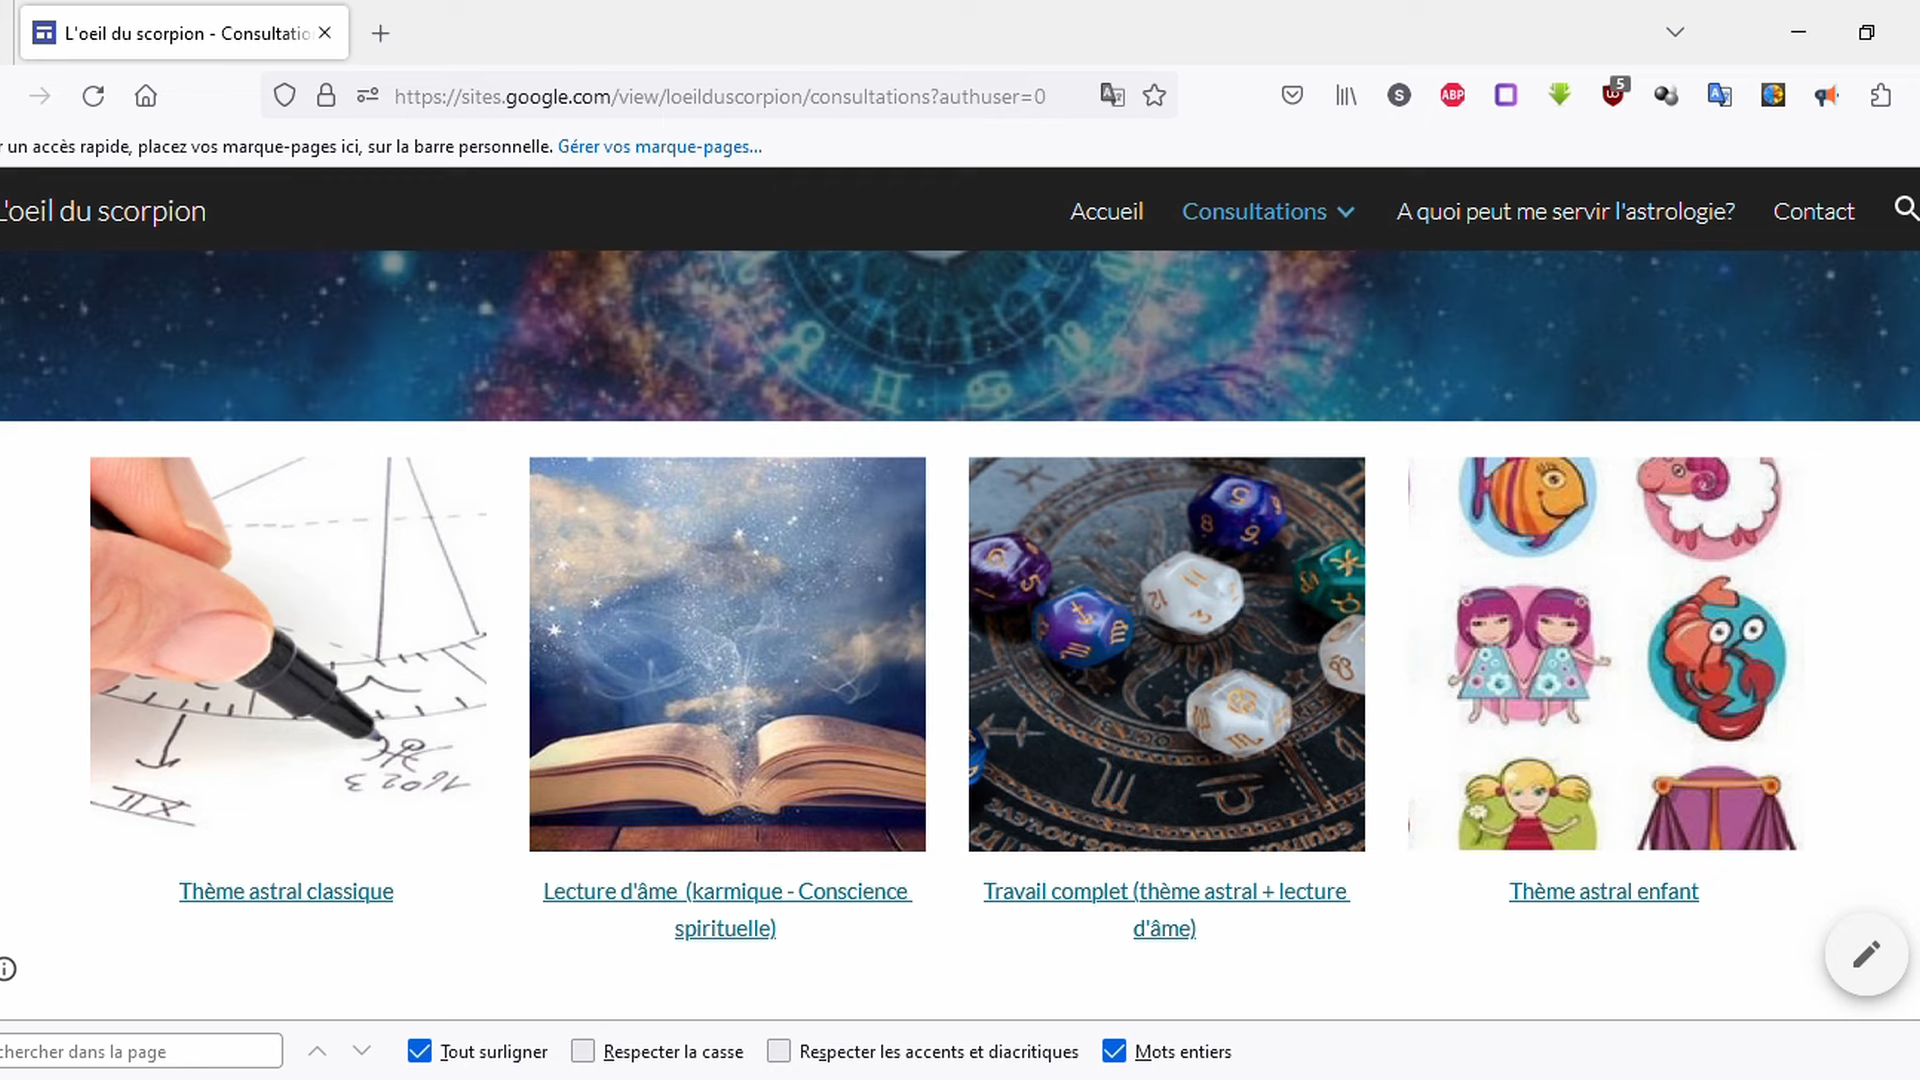 L'oeil du scorpion - Consultatio
https://sites.google.com/view/loeilduscorpion/consultations?authuser=0
ABP
5
r un accès rapide, placez vos marque-pages ici, sur la barre personnelle. Gérer vos marque-pages...
L'oeil du scorpion
Accueil
Consultations
A quoi peut me servir l'astrologie?
Contact
Thème astral classique
Lecture d'âme (karmique - Conscience
spirituelle)
Travail complet (thème astral + lecture
d'âme)
Thème astral enfant
chercher dans la page
Tout surligner
Respecter la casse
Respecter les accents et diacritiques
Mots entiers